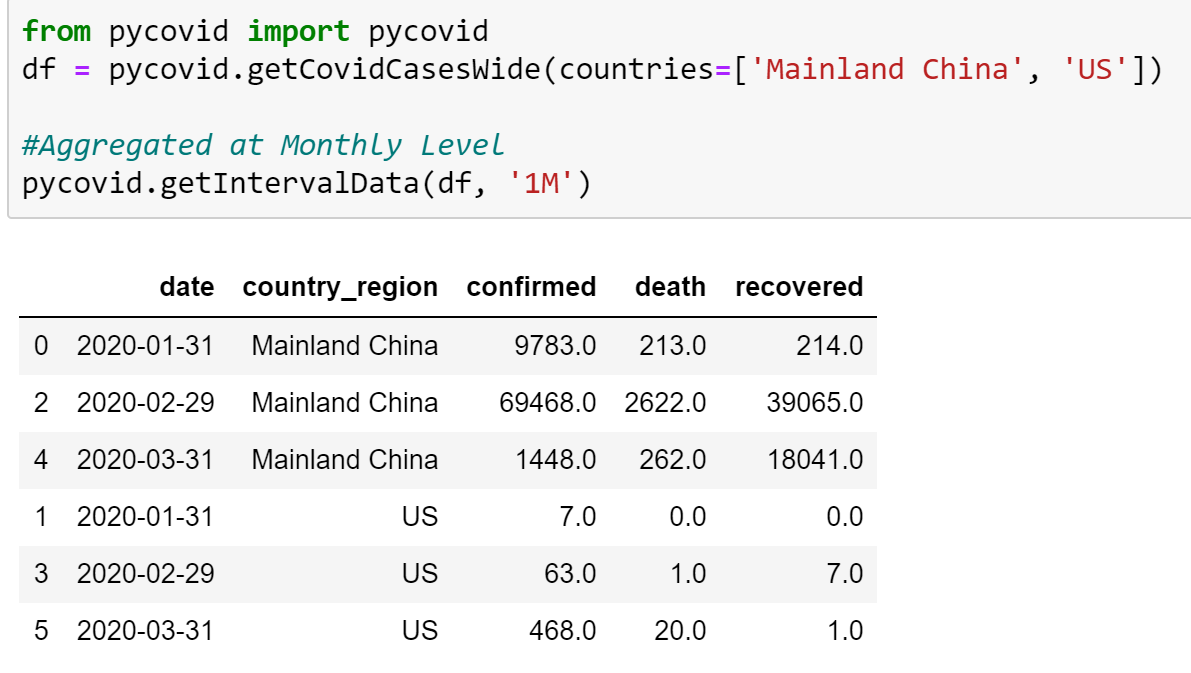 from pycovid import pycovid
df = pycovid.getCovidCasesWide(countries=['Mainland China', 'US'])
#Aggregated at Monthly Level
pycovid.getIntervalData(df, '1M')
date country_region confirmed death recovered
0 2020-01-31 Mainland China 9783.0 213.0 214.0
2 2020-02-29 Mainland China 69468.0 2622.0 39065.0
4 2020-03-31 Mainland China 1448.0 262.0 18041.0
1 2020-01-31 US 7.0 0.0 0.0
3 2020-02-29 US 63.0 1.0 7.0
5 2020-03-31 US 468.0 20.0 1.0